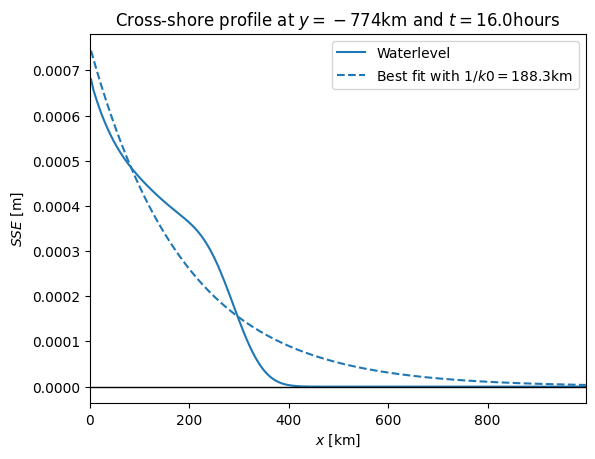 Cross-shore profile at y = −774km and t = 16.0hours
Waterlevel
Best fit with 1/k0 = 188.3km
SSE [m]
0.0007
0.0006
0.0005
0.0004
0.0003
0.0002
0.0001
0.0000
0 200 400 600 800
x [km]